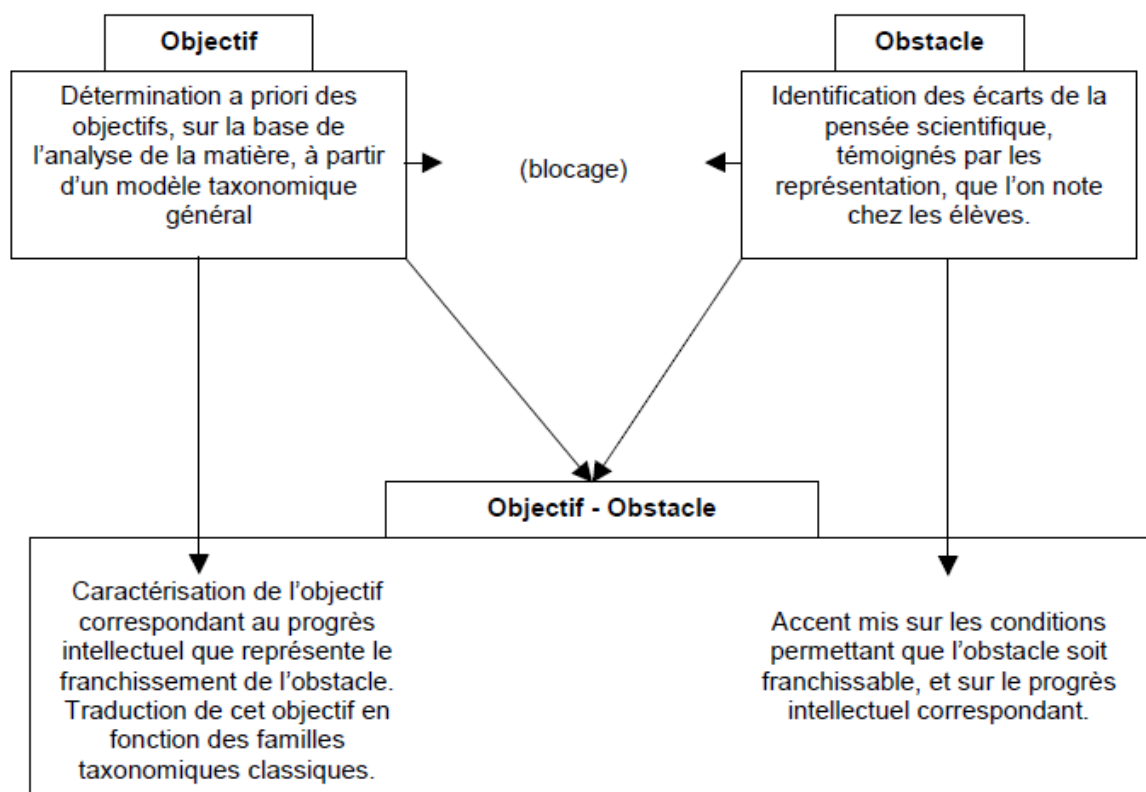 Objectif
Détermination a priori des
objectifs, sur la base de
l'analyse de la matière, à partir
d'un modèle taxonomique
général
(blocage)
Obstacle
Identification des écarts de la
pensée scientifique,
témoignés par les
représentation, que l'on note
chez les élèves.
Objectif - Obstacle
Caractérisation de l'objectif
correspondant au progrès
intellectuel que représente le
franchissement de l'obstacle.
Traduction de cet objectif en
fonction des familles
taxonomiques classiques.
Accent mis sur les conditions
permettant que l'obstacle soit
franchissable, et sur le progrès
intellectuel correspondant.